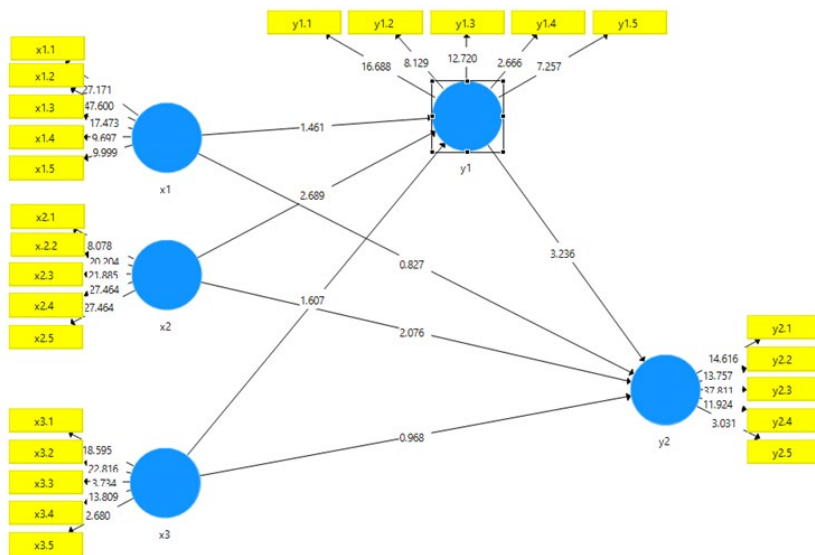 y1.1 y1.2 y1.3 y1.4 y1.5
16.688 8.129 12.720 2.666 7.257
y1
x1.1
x1.2
x1.3
x1.4
x1.5
27.171
47.600
17.473
9.697
9.999
x1
1.461
2.689
0.827
3.236
x2.1
x.2.2
x2.3
x2.4
x2.5
8.078
20.204
21.885
27.464
27.464
x2
1.607
2.076
0.968
x3.1
x3.2
x3.3
x3.4
x3.5
18.595
22.816
3.734
13.809
2.680
x3
y2
14.616
13.757
37.811
11.924
3.031
y2.1
y2.2
y2.3
y2.4
y2.5